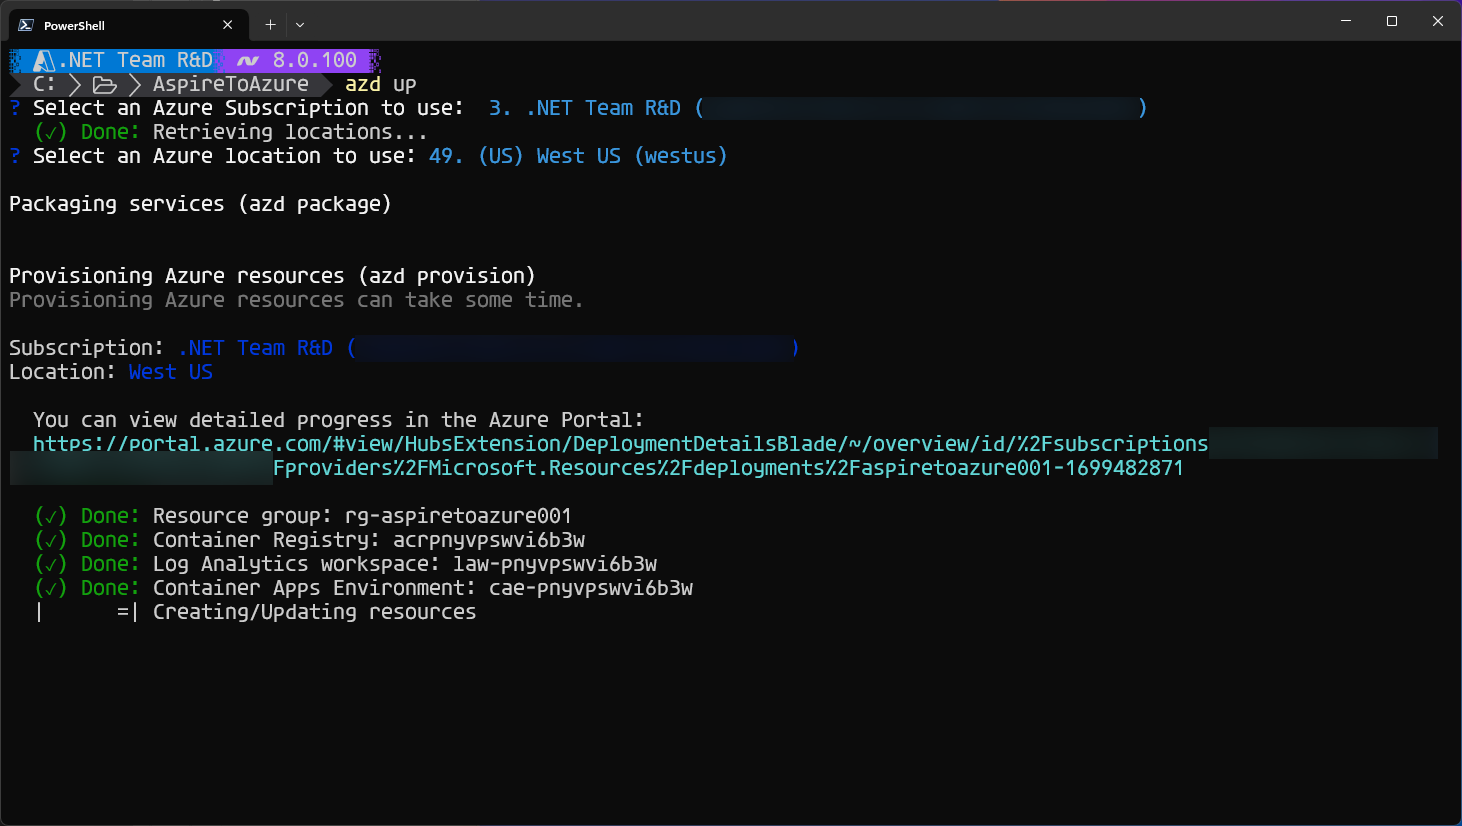 PowerShell
.NET Team R&D 8.0.100
C: AspireToAzure azd up
? Select an Azure Subscription to use:  3. .NET Team R&D ( )
(✓) Done: Retrieving locations...
? Select an Azure location to use: 49. (US) West US (westus)
Packaging services (azd package)
Provisioning Azure resources (azd provision)
Provisioning Azure resources can take some time.
Subscription: .NET Team R&D ( )
Location: West US
You can view detailed progress in the Azure Portal:
https://portal.azure.com/#view/HubsExtension/DeploymentDetailsBlade/~/overview/id/%2Fsubscriptions
Fproviders%2FMicrosoft.Resources%2Fdeployments%2Faspiretoazure001-1699482871
(✓) Done: Resource group: rg-aspiretoazure001
(✓) Done: Container Registry: acrpnyvpswvi6b3w
(✓) Done: Log Analytics workspace: law-pnyvpswvi6b3w
(✓) Done: Container Apps Environment: cae-pnyvpswvi6b3w
|      =| Creating/Updating resources